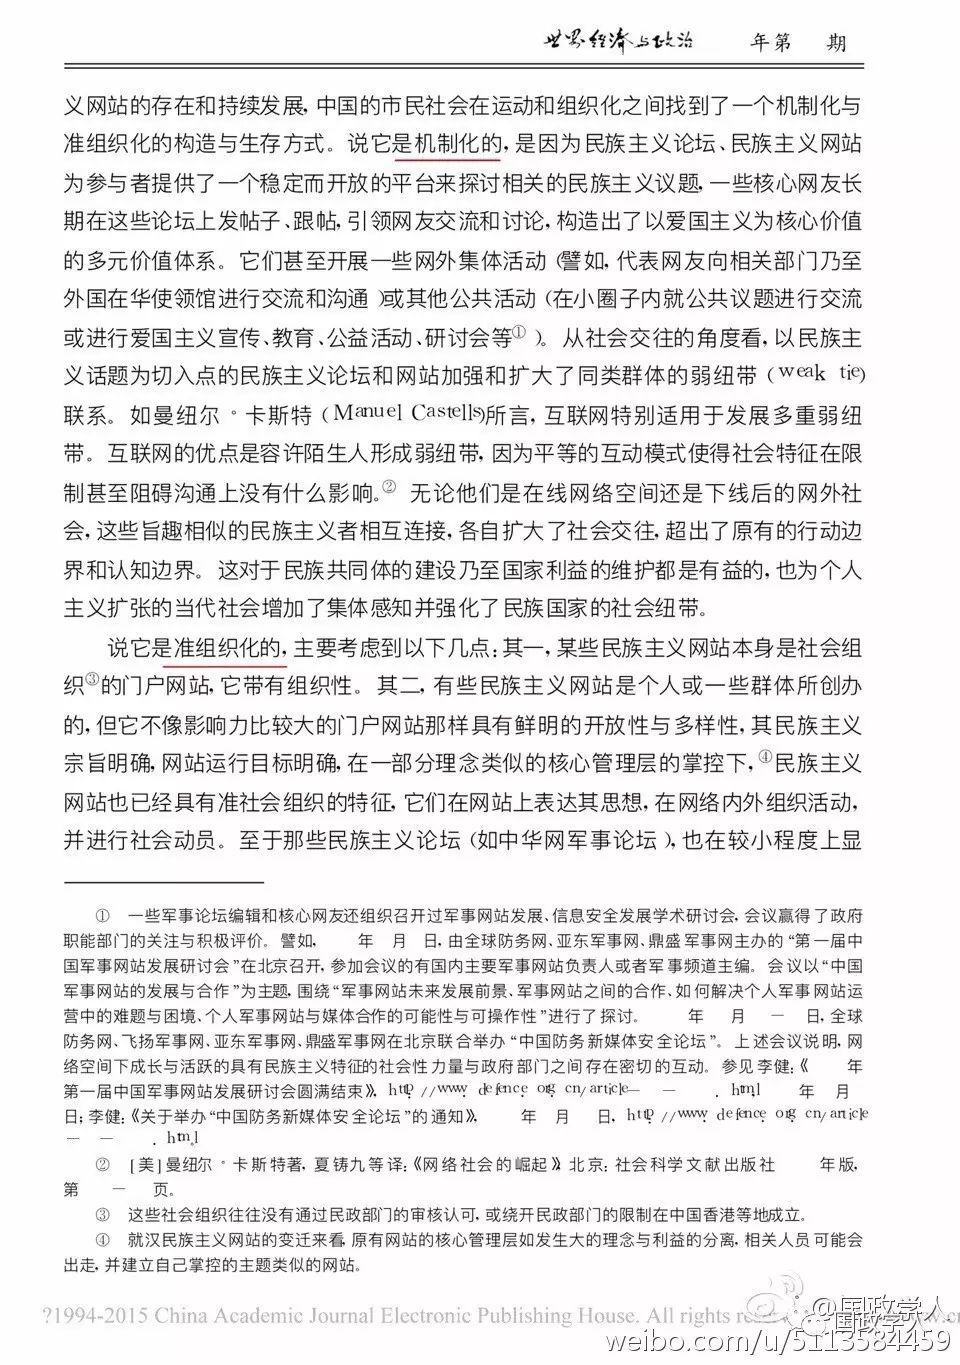 世界经济与政治 年第 期
义网站的存在和持续发展,中国的市民社会在运动和组织化之间找到了一个机制化与
准组织化的构造与生存方式。说它是机制化的,是因为民族主义论坛、民族主义网站
为参与者提供了一个稳定而开放的平台来探讨相关的民族主义议题,一些核心网友长
期在这些论坛上发帖子、跟帖,引领网友交流和讨论,构造出了以爱国主义为核心价值
的多元价值体系。它们甚至开展一些网外集体活动(譬如,代表网友向相关部门乃至
外国在华使领馆进行交流和沟通)或其他公共活动(在小圈子内就公共议题进行交流
或进行爱国主义宣传、教育、公益活动、研讨会等①)。从社会交往的角度看,以民族主
义话题为切入点的民族主义论坛和网站加强和扩大了同类群体的弱纽带(weak tie)
联系。如曼纽尔°卡斯特(Manuel Castells)所言,互联网特别适用于发展多重弱纽
带。互联网的优点是容许陌生人形成弱纽带,因为平等的互动模式使得社会特征在限
制甚至阻碍沟通上没有什么影响。② 无论他们是在线网络空间还是下线后的网外社
会,这些旨趣相似的民族主义者相互连接,各自扩大了社会交往,超出了原有的行动边
界和认知边界。这对于民族共同体的建设乃至国家利益的维护都是有益的,也为个人
主义扩张的当代社会增加了集体感知并强化了民族国家的社会纽带。
说它是准组织化的,主要考虑到以下几点:其一,某些民族主义网站本身是社会组
织③的门户网站,它带有组织性。其二,有些民族主义网站是个人或一些群体所创办
的,但它不像影响力比较大的门户网站那样具有鲜明的开放性与多样性,其民族主义
宗旨明确,网站运行目标明确,在一部分理念类似的核心管理层的掌控下,④民族主义
网站也已经具有准社会组织的特征,它们在网站上表达其思想,在网络内外组织活动,
并进行社会动员。至于那些民族主义论坛(如中华网军事论坛),也在较小程度上显
① 一些军事论坛编辑和核心网友还组织召开过军事网站发展、信息安全发展学术研讨会,会议赢得了政府
职能部门的关注与积极评价。譬如, 年 月 日,由全球防务网、亚东军事网、鼎盛军事网主办的“第一届中
国军事网站发展研讨会”在北京召开,参加会议的有国内主要军事网站负责人或者军事频道主编。会议以“中国
军事网站的发展与合作”为主题,围绕“军事网站未来发展前景、军事网站之间的合作、如何解决个人军事网站运
营中的难题与困境、个人军事网站与媒体合作的可能性与可操作性”进行了探讨。 年 月 — 日,全球
防务网、飞扬军事网、亚东军事网、鼎盛军事网在北京联合举办“中国防务新媒体安全论坛”。上述会议说明,网
络空间下成长与活跃的具有民族主义特征的社会性力量与政府部门之间存在密切的互动。参见李健:《 年
第一届中国军事网站发展研讨会圆满结束》, http://www.defence.org.cn/article— — .html, 年 月
日;李健:《关于举办“中国防务新媒体安全论坛”的通知》, 年 月 日, http://www.defence.org.cn/article
— — .html。
② [美]曼纽尔°卡斯特著,夏铸九等译:《网络社会的崛起》,北京:社会科学文献出版社 年版,
第 — 页。
③ 这些社会组织往往没有通过民政部门的审核认可,或绕开民政部门的限制在中国香港等地成立。
④ 就汉民族主义网站的变迁来看,原有网站的核心管理层如发生大的理念与利益的分离,相关人员可能会
出走,并建立自己掌控的主题类似的网站。
?1994-2015 China Academic Journal Electronic Publishing House. All rights res
@国政学人
国政学人
weibo.com/u/5113584459